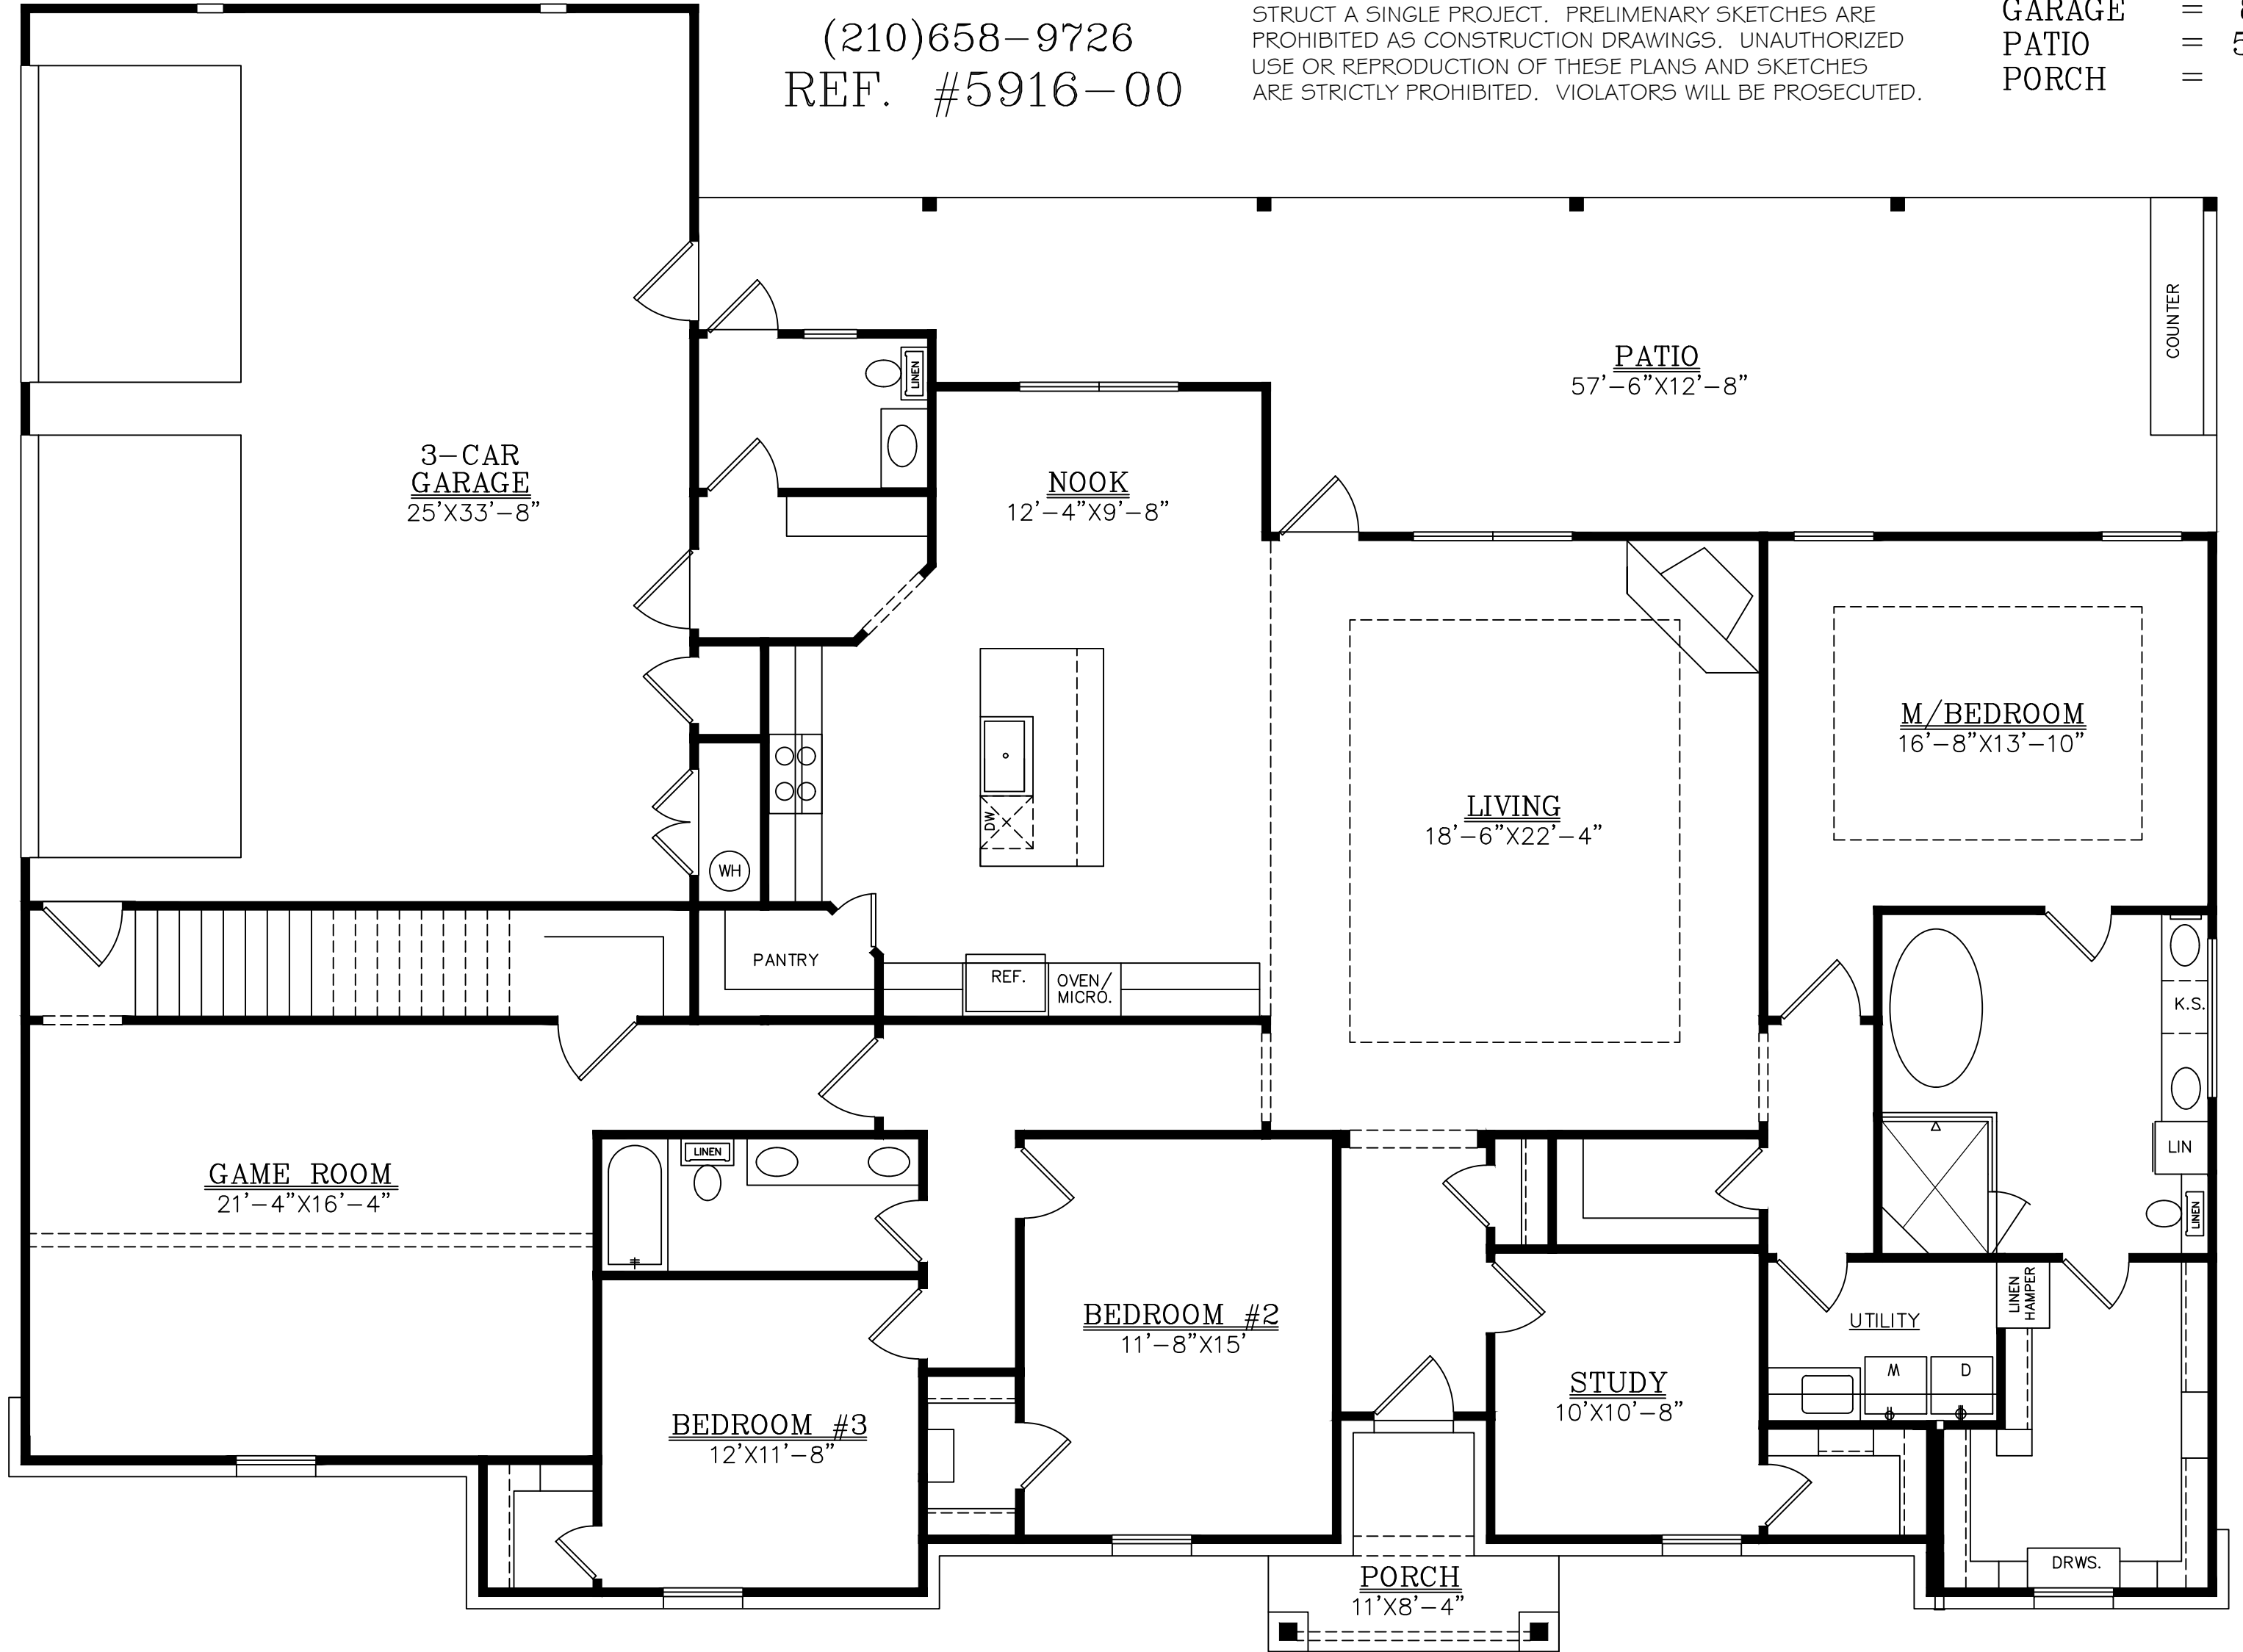 (210)658-9726
REF. #5916-00
STRUCT A SINGLE PROJECT. PRELIMENARY SKETCHES ARE
PROHIBITED AS CONSTRUCTION DRAWINGS. UNAUTHORIZED
USE OR REPRODUCTION OF THESE PLANS AND SKETCHES
ARE STRICTLY PROHIBITED. VIOLATORS WILL BE PROSECUTED.
GARAGE =
PATIO = 5
PORCH =
COUNTER
LINEN
PATIO
57'-6"X12'-8"
3-CAR
GARAGE
25'X33'-8"
NOOK
12'-4"X9'-8"
M/BEDROOM
16'-8"X13'-10"
LIVING
18'-6"X22'-4"
DW
WH
PANTRY
REF.
OVEN/
MICRO.
K.S.
LIN
LINEN
GAME ROOM
21'-4"X16'-4"
LINEN
BEDROOM #2
11'-8"X15'
LINEN
HAMPER
UTILITY
W
D
STUDY
10'X10'-8"
BEDROOM #3
12'X11'-8"
DRWS.
PORCH
11'X8'-4"